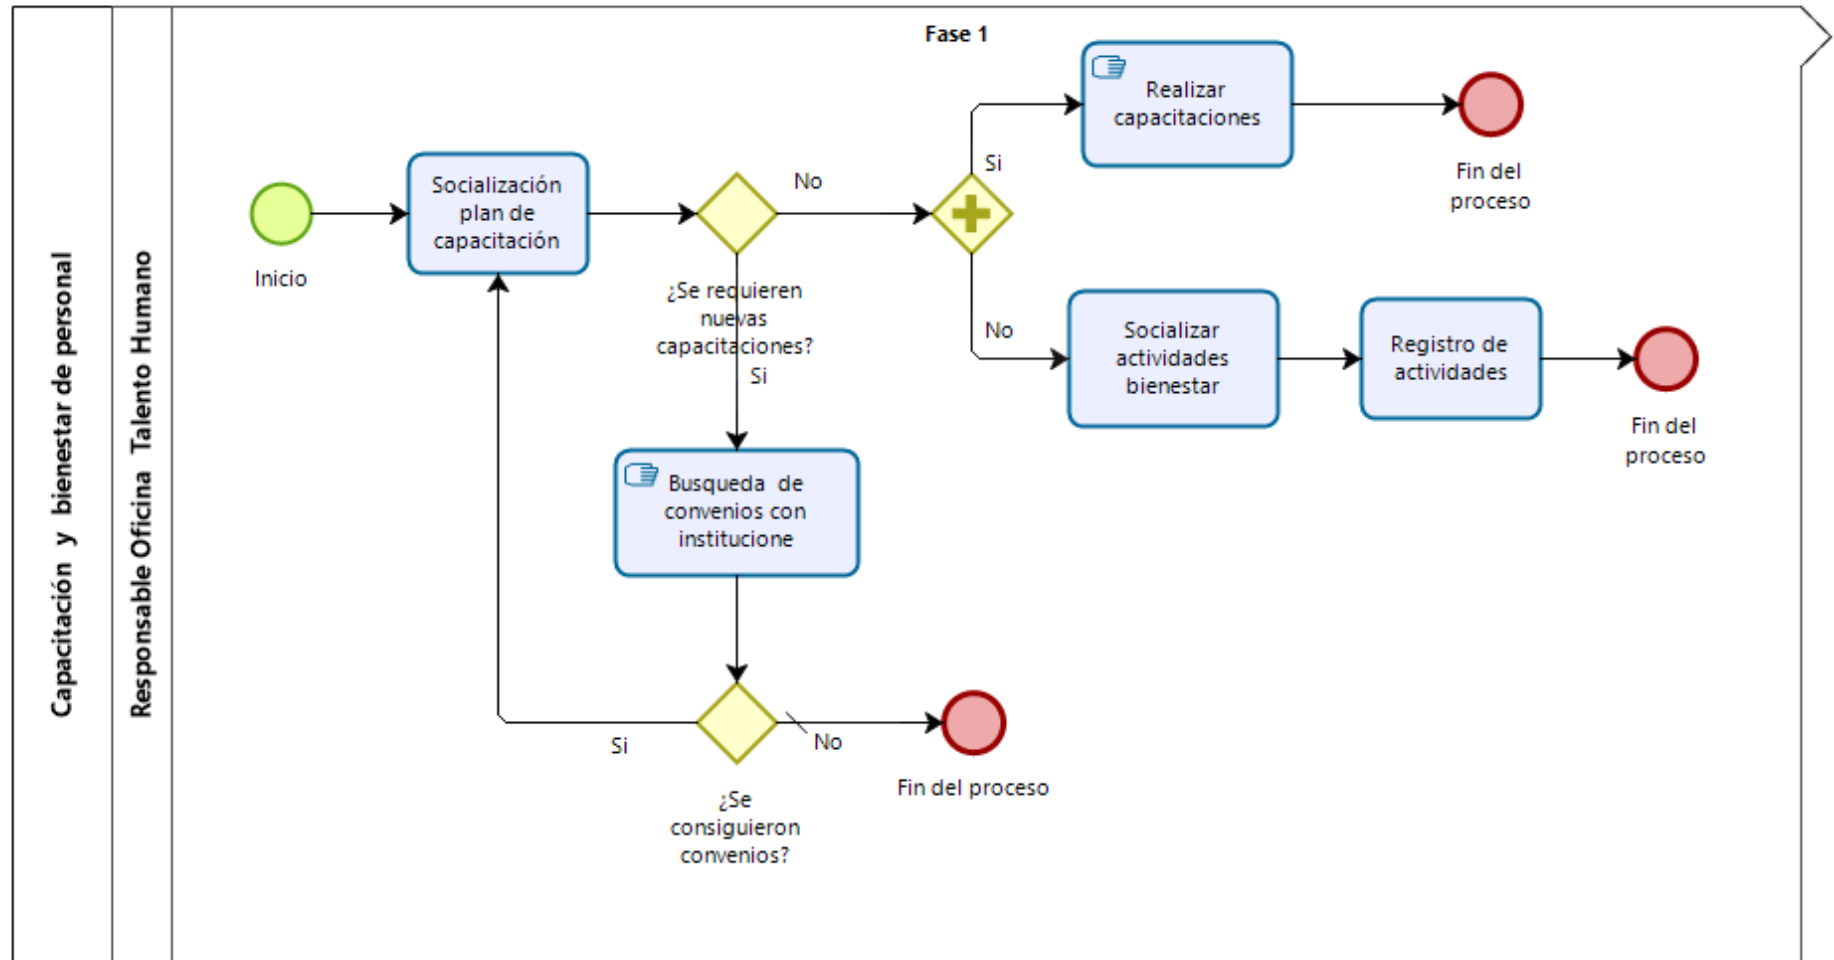 Capacitación y bienestar de personal
Responsable Oficina Talento Humano
Fase 1
Inicio
Socialización
plan de
capacitación
No
¿Se requieren
nuevas
capacitaciones?
Si
Si
Realizar
capacitaciones
Fin del
proceso
No
Socializar
actividades
bienestar
Registro de
actividades
Fin del
proceso
Busqueda de
convenios con
institucione
Si
No
¿Se
consiguieron
convenios?
Fin del proceso